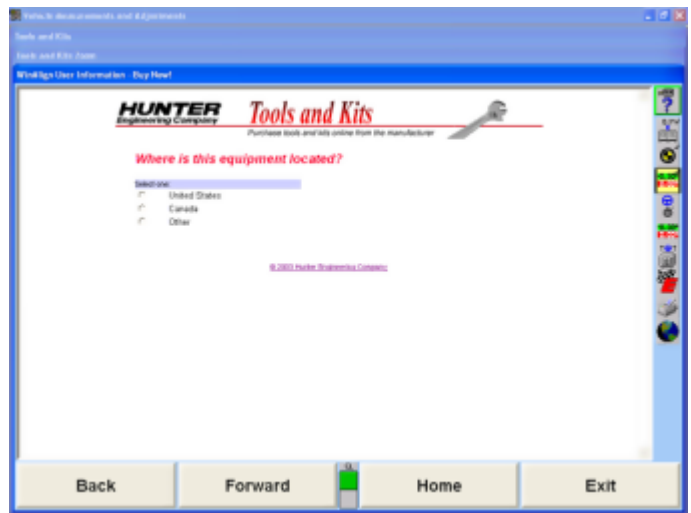 Vehicle Measurements and Adjustments
Tools and Kits
Tools and Kits Zone
WinAlign User Information - Buy Now!
HUNTER
Engineering Company
Tools and Kits
Purchase tools and kits online from the manufacturer
Where is this equipment located?
Select one:
United States
Canada
Other
© 2003 Hunter Engineering Company
Back
Forward
Home
Exit